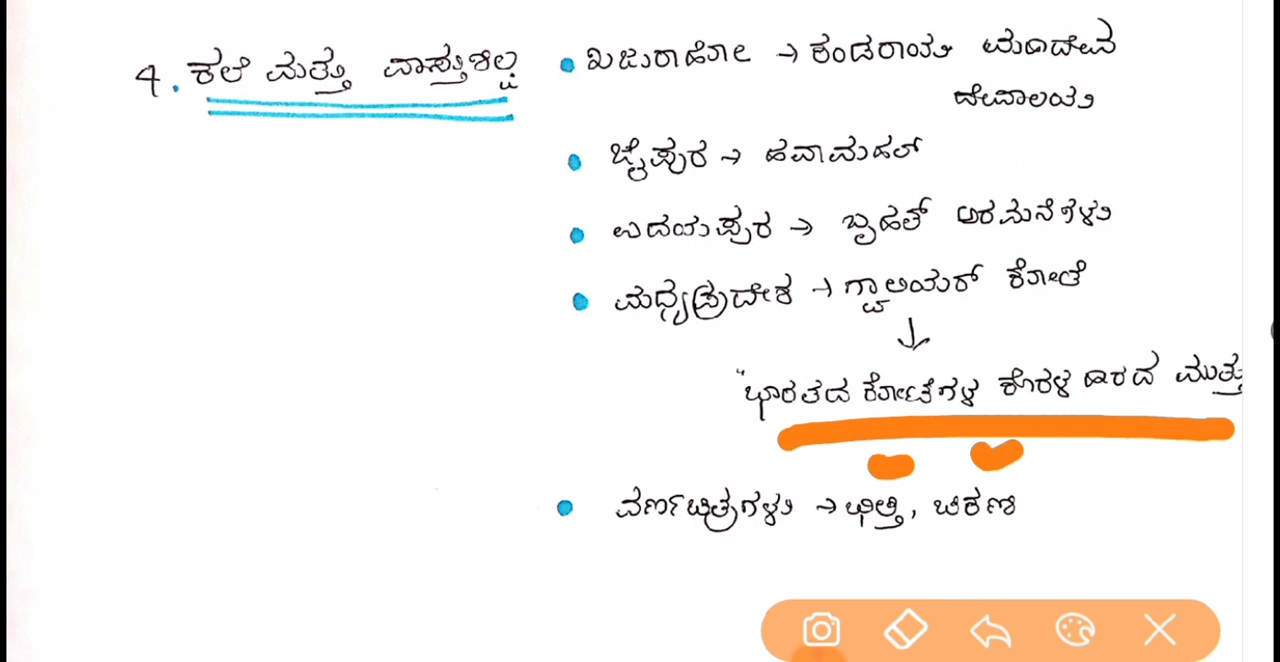 4. ಕಲೆ ಮತ್ತು ವಾಸ್ತುಶಿಲ್ಪ
• ಖಜುರಾಹೋ → ಕಂಡರಾಯ ಮಹಾದೇವ
ದೇವಾಲಯ
• ಜೈಪುರ → ಹವಾಮಹಲ್
• ಉದಯಪುರ → ಬೃಹತ್ ಅರಮನೆಗಳು
• ಮಧ್ಯಪ್ರದೇಶ → ಗ್ವಾಲಿಯರ್ ಕೋಟೆ
↓
"ಭಾರತದ ಕೋಟೆಗಳ ಕೊರಳ ಹಾರದ ಮುತ್ತು
• ವರ್ಣಚಿತ್ರಗಳು → ಭಿತ್ತಿ, ಚಿಕಣಿ